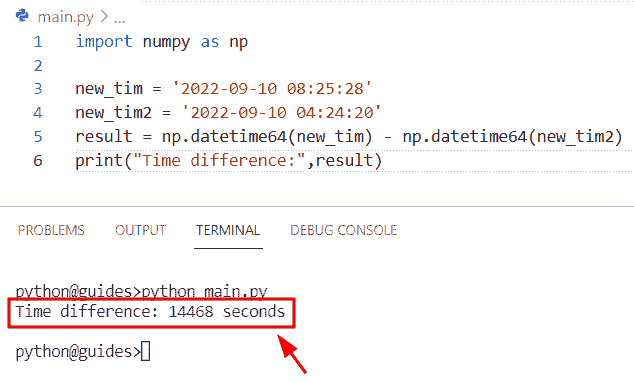 main.py > ...
1 import numpy as np
2
3 new_tim = '2022-09-10 08:25:28'
4 new_tim2 = '2022-09-10 04:24:20'
5 result = np.datetime64(new_tim) - np.datetime64(new_tim2)
6 print("Time difference:",result)
PROBLEMS OUTPUT TERMINAL DEBUG CONSOLE
python@guides>python main.py
Time difference: 14468 seconds
python@guides>